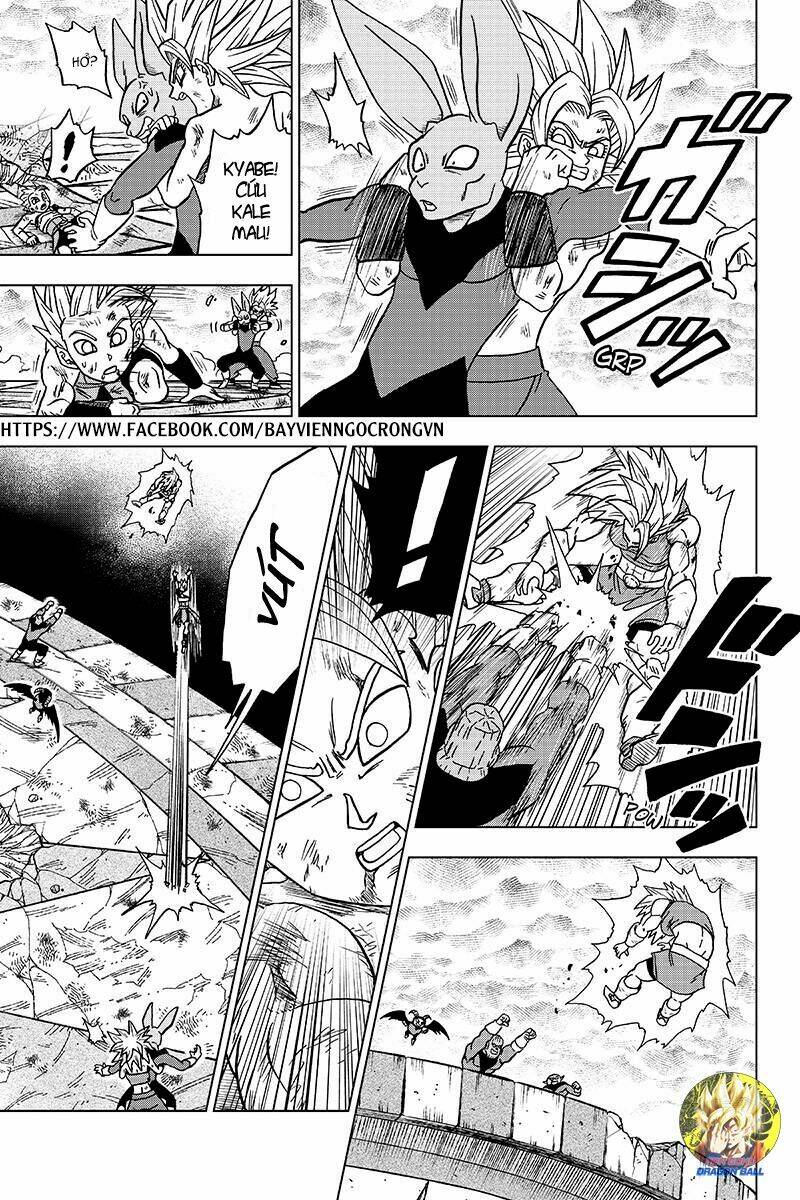 HỞ?
!
KYABE!
CỨU
KALE
MAU!
ガシッ
GRP
HTTPS://WWW.FACEBOOK.COM/BAYVIENNGOCRONGVN
VÚT
!
ドンッ
POW
DRAGON BALL